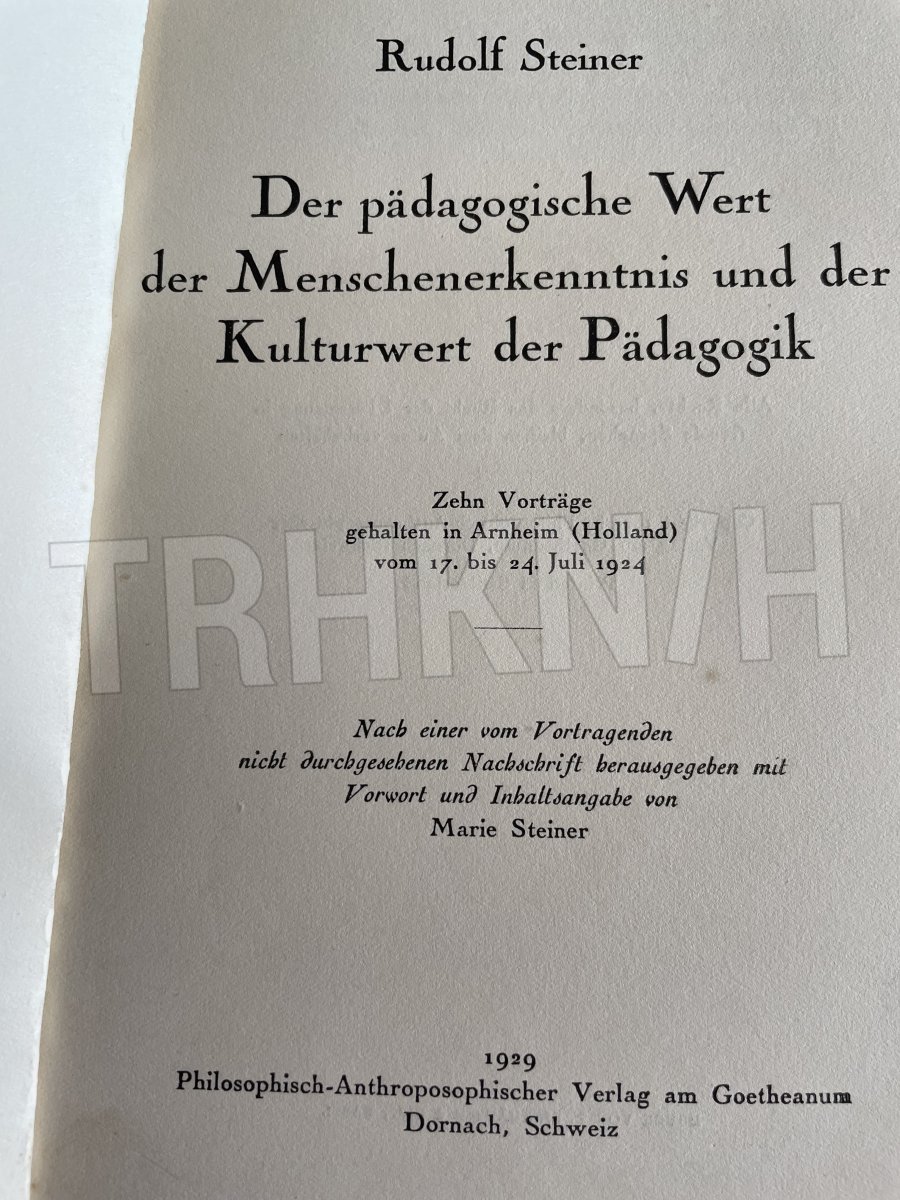 Rudolf Steiner
Der pädagogische Wert
der Menschenerkenntnis und der
Kulturwert der Pädagogik
Zehn Vorträge
gehalten in Arnheim (Holland)
vom 17. bis 24. Juli 1924
TRHKN/H
Nach einer vom Vortragenden
nicht durchgesehenen Nachschrift herausgegeben mit
Vorwort und Inhaltsangabe von
Marie Steiner
1929
Philosophisch-Anthroposophischer Verlag am Goetheanum
Dornach, Schweiz